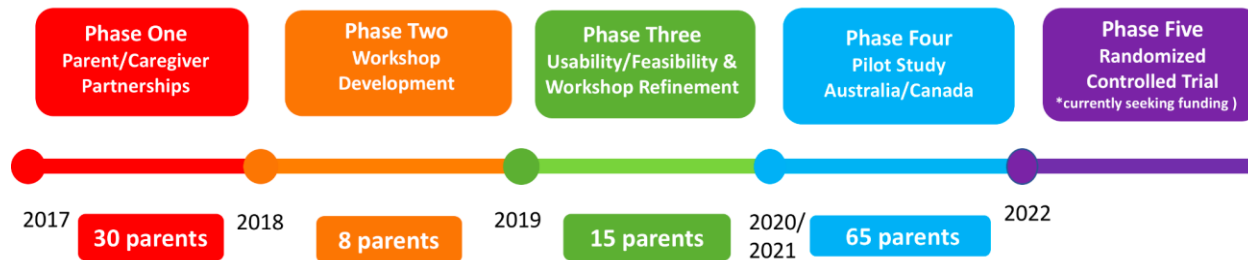 Phase One
Parent/Caregiver
Partnerships
Phase Two
Workshop
Development
Phase Three
Usability/Feasibility &
Workshop Refinement
Phase Four
Pilot Study
Australia/Canada
Phase Five
Randomized
Controlled Trial
*currently seeking funding )
2017
30 parents
2018
8 parents
2019
15 parents
2020/
2021
65 parents
2022